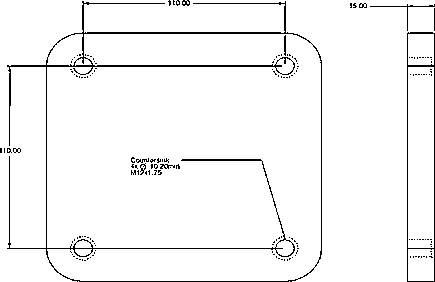 110.00
15.00
110.00
Countersink
4x Ø 10.20mm
M12x1.75